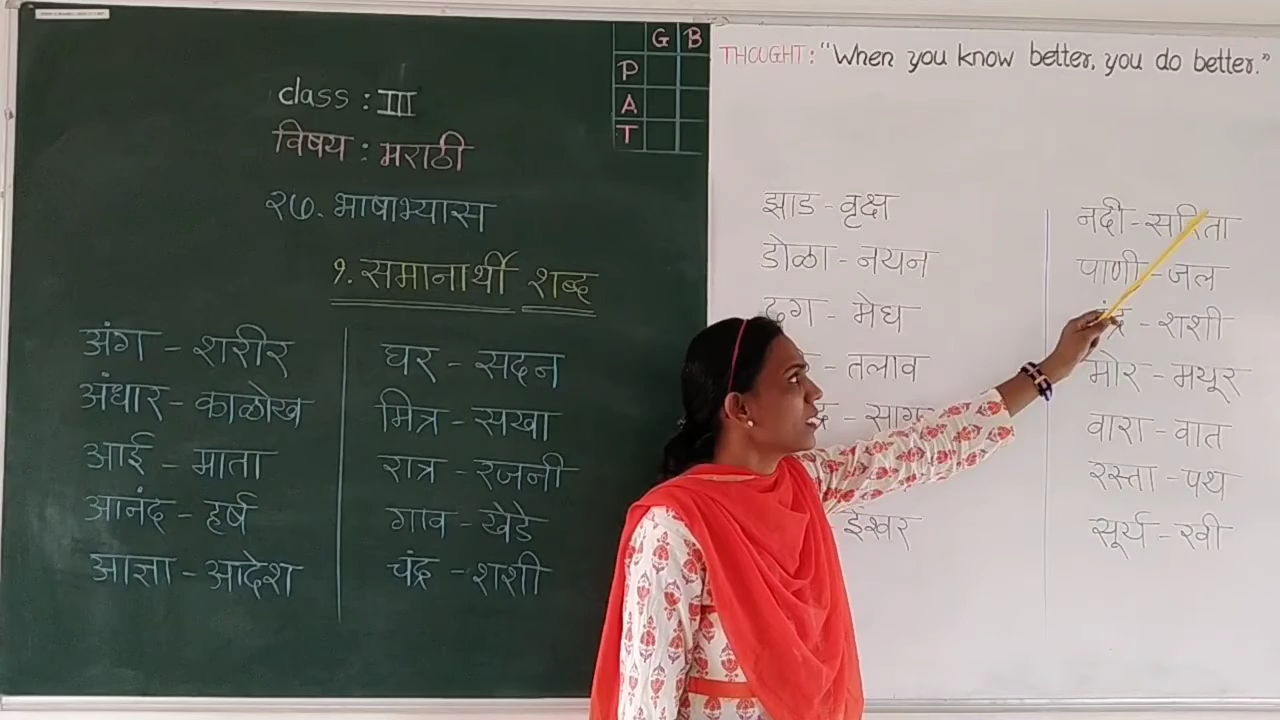 G B
P
A
T
class : III
विषय : मराठी
२७. भाषाभ्यास
१. समानार्थी शब्द
अंग - शरीर
अंधार - काळोख
आई - माता
आनंद - हर्ष
आज्ञा - आदेश
घर - सदन
मित्र - सखा
रात्र - रजनी
गाव - खेडे
चंद्र - शशी
THOUGHT : "When you know better, you do better."
झाड - वृक्ष
डोळा - नयन
ढग - मेघ
- तलाव
ईश्वर
नदी - सरिता
पाणी - जल
- शशी
मोर - मयूर
वारा - वात
रस्ता - पथ
सूर्य - रवी